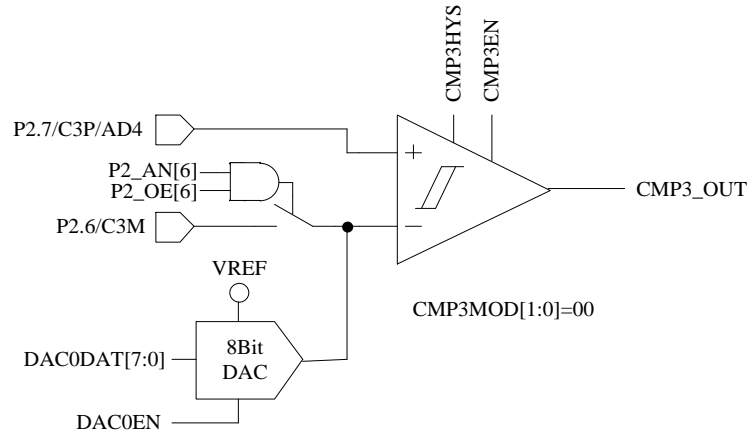 CMP3HYS
CMP3EN
P2.7/C3P/AD4
+
P2_AN[6]
P2_OE[6]
CMP3_OUT
P2.6/C3M
−
VREF
CMP3MOD[1:0]=00
8Bit
DAC
DAC0DAT[7:0]
DAC0EN